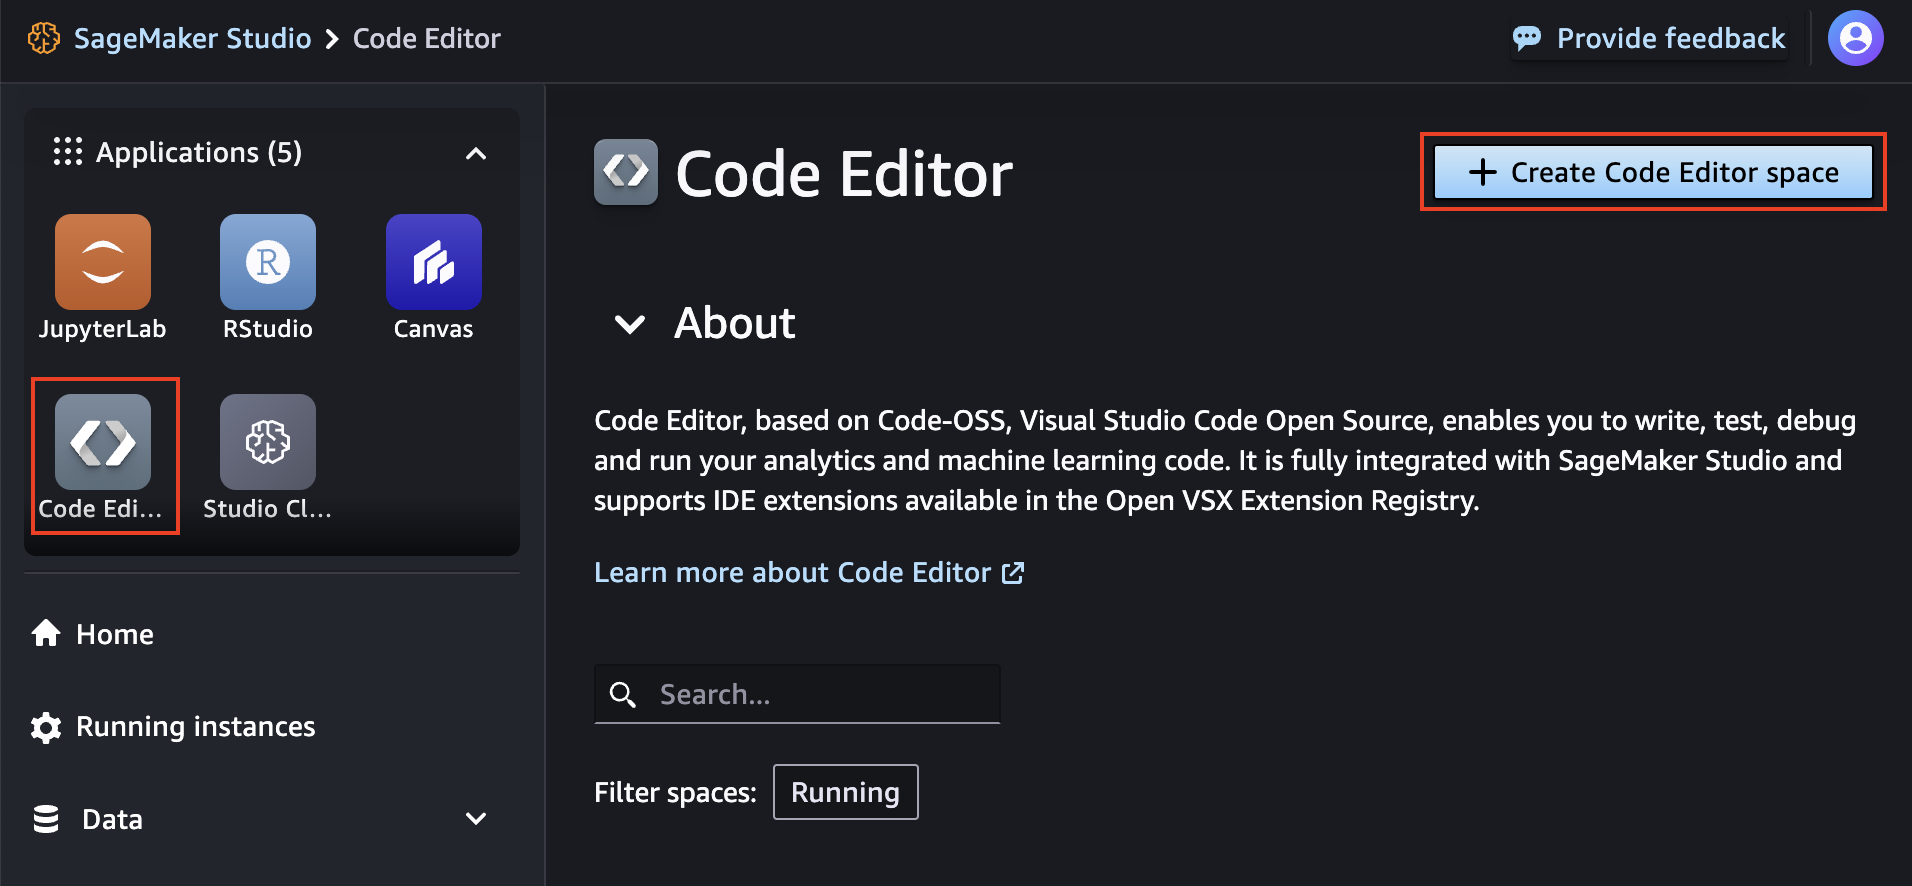 SageMaker Studio > Code Editor
Provide feedback
Applications (5)
JupyterLab
RStudio
Canvas
Code Edi...
Studio Cl...
Home
Running instances
Data
Code Editor
+ Create Code Editor space
About
Code Editor, based on Code-OSS, Visual Studio Code Open Source, enables you to write, test, debug
and run your analytics and machine learning code. It is fully integrated with SageMaker Studio and
supports IDE extensions available in the Open VSX Extension Registry.
Learn more about Code Editor
Search...
Filter spaces: Running